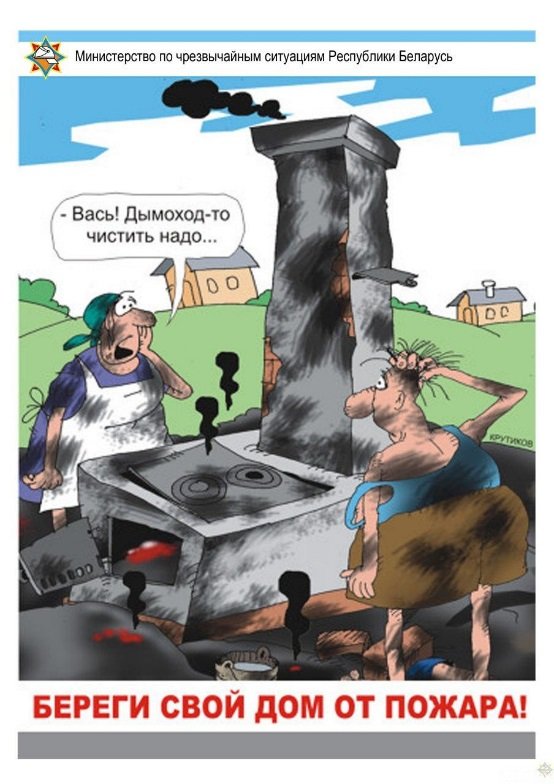 Министерство по чрезвычайным ситуациям Республики Беларусь
- Вась! Дымоход-то
чистить надо...
КРУТИКОВ
БЕРЕГИ СВОЙ ДОМ ОТ ПОЖАРА!